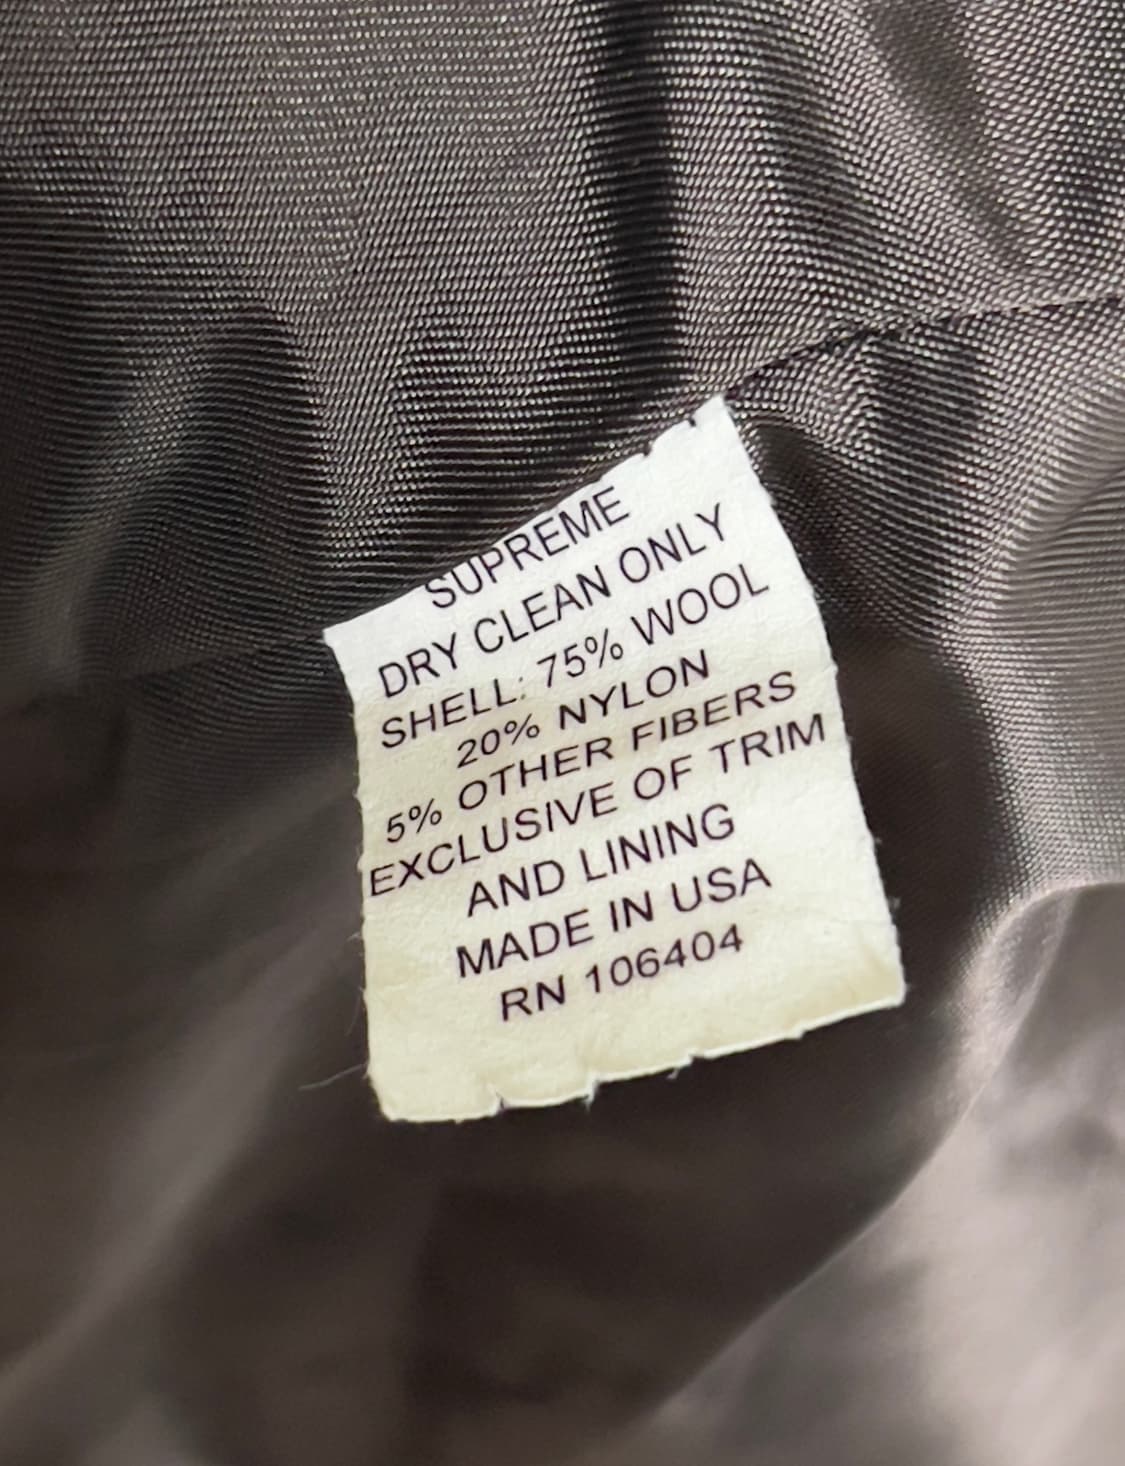 SUPREME
DRY CLEAN ONLY
SHELL: 75% WOOL
20% NYLON
5% OTHER FIBERS
EXCLUSIVE OF TRIM
AND LINING
MADE IN USA
RN 106404